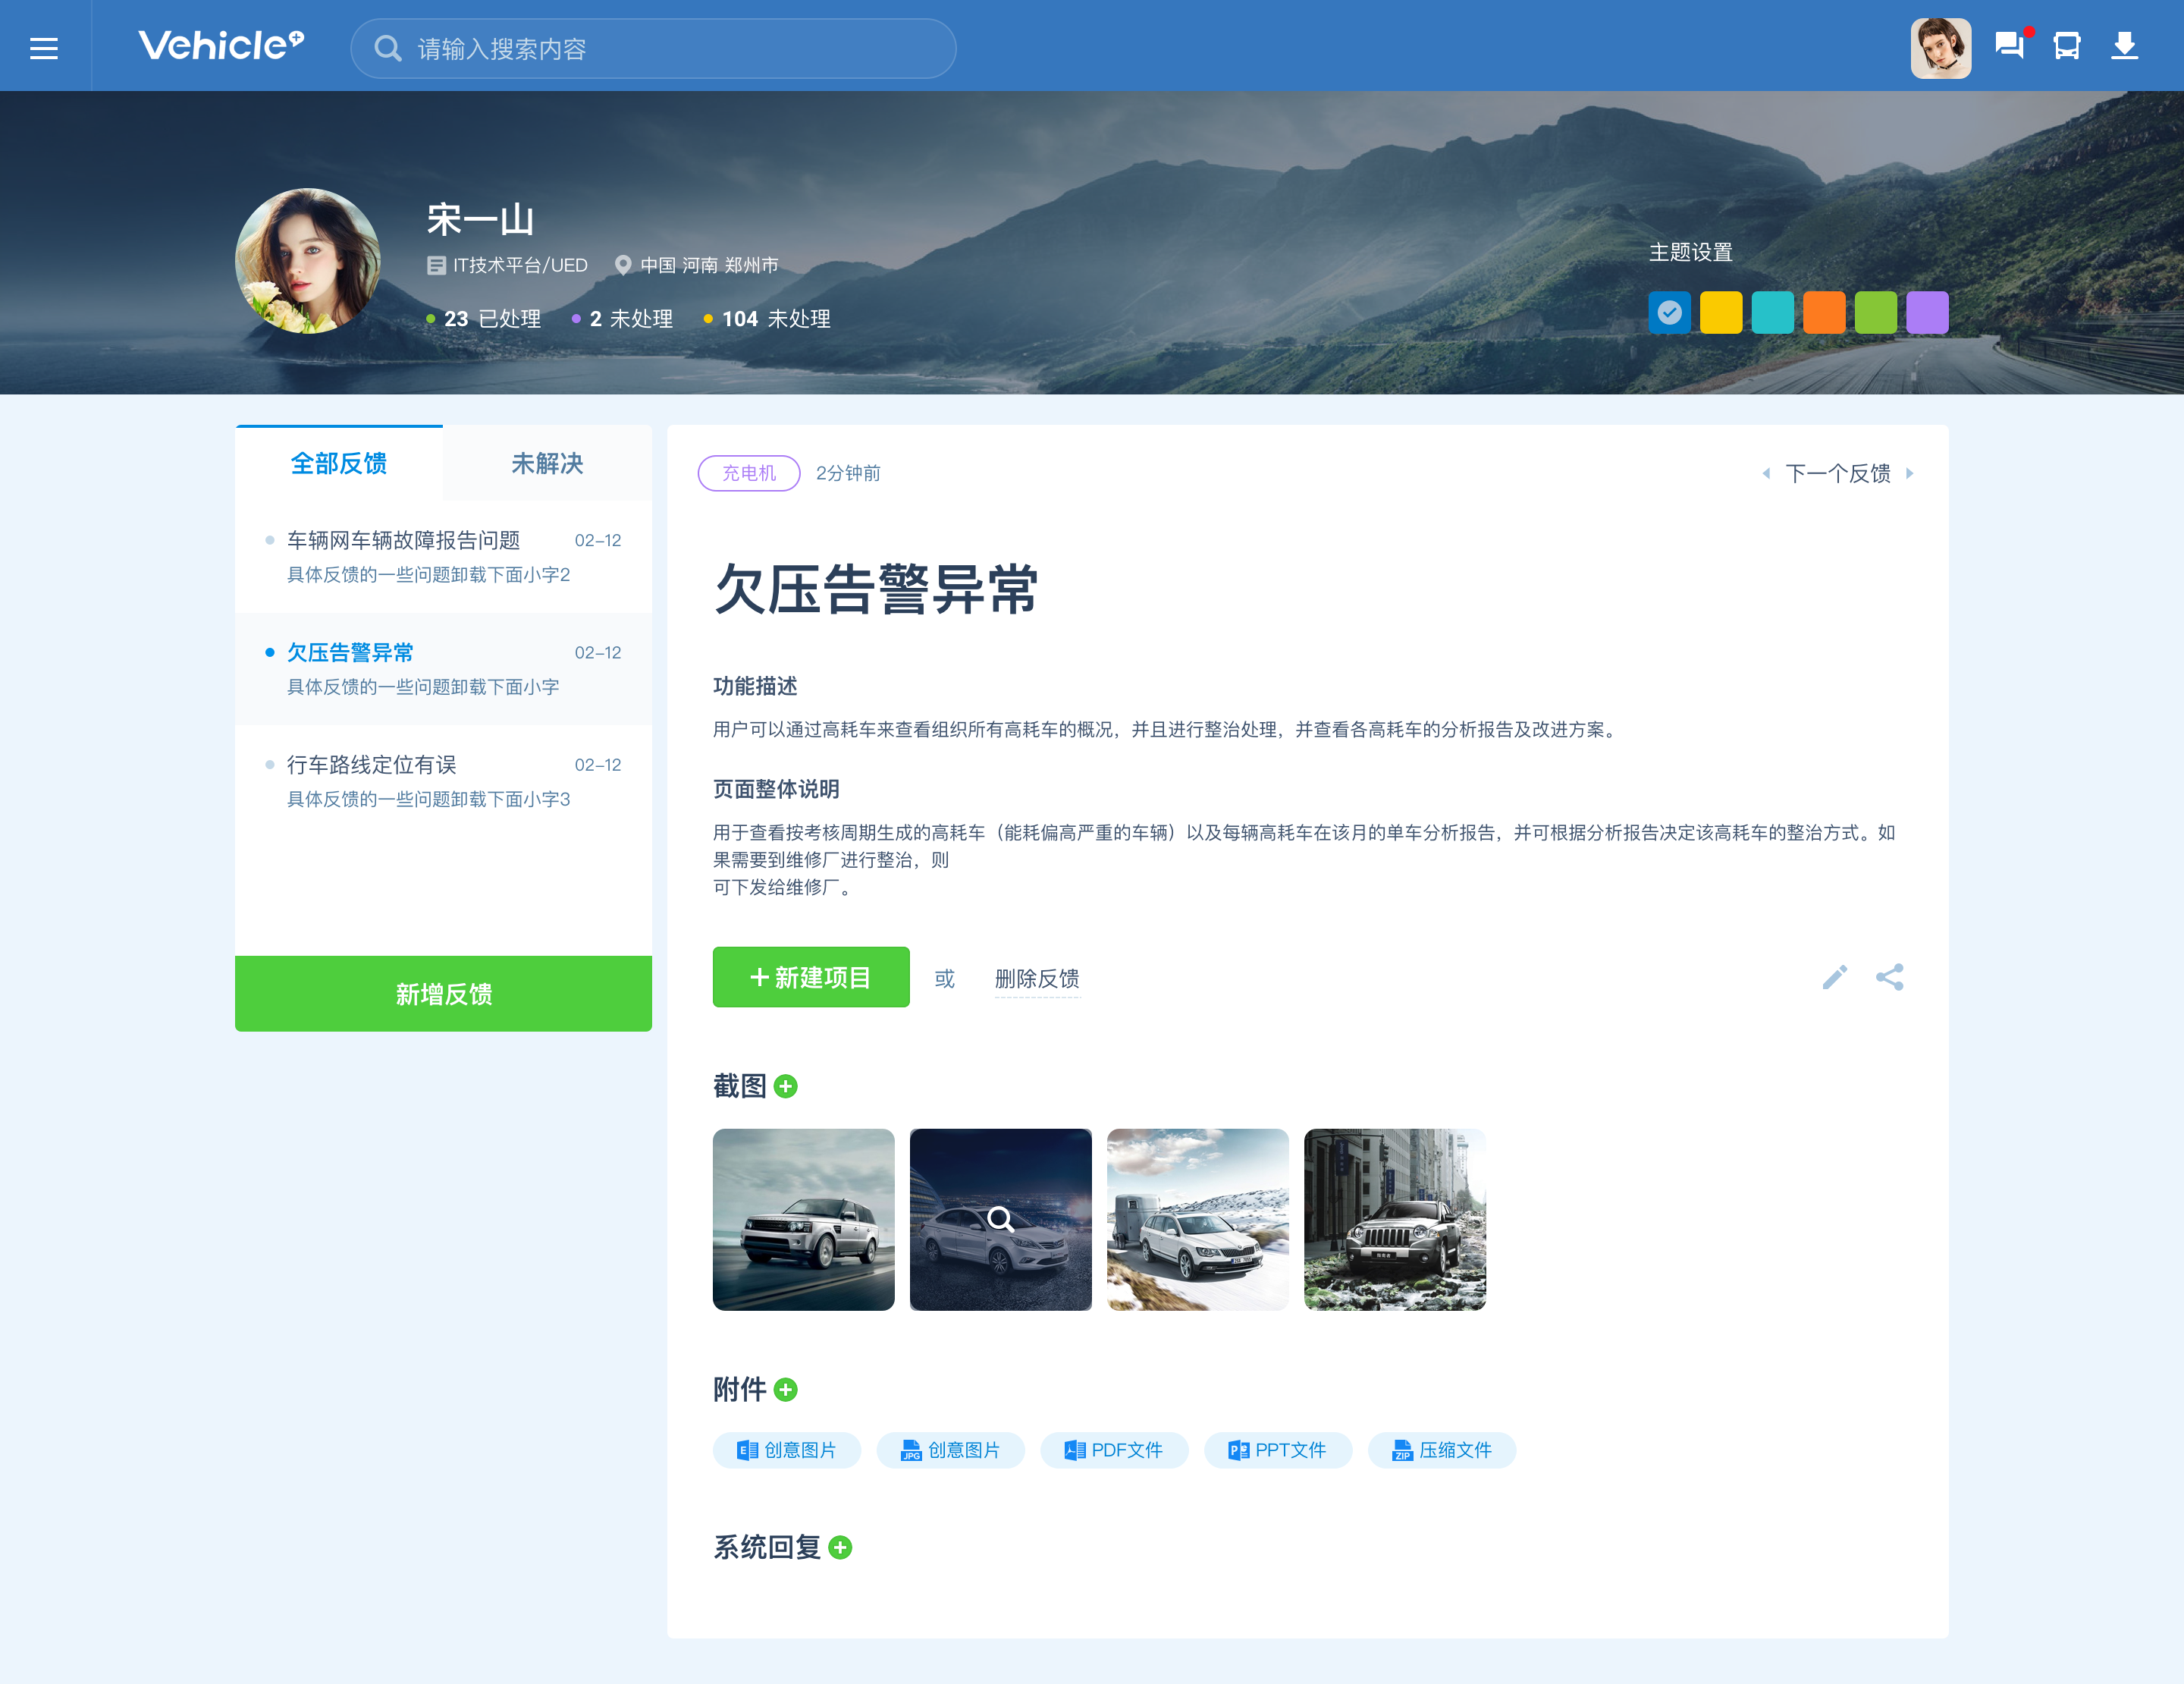 Vehicle+
请输入搜索内容
宋一山
IT技术平台/UED 中国 河南 郑州市
23 已处理 2 未处理 104 未处理
主题设置
全部反馈 未解决
车辆网车辆故障报告问题 02-12
具体反馈的一些问题卸载下面小字2
欠压告警异常 02-12
具体反馈的一些问题卸载下面小字
行车路线定位有误 02-12
具体反馈的一些问题卸载下面小字3
新增反馈
充电机 2分钟前 下一个反馈
欠压告警异常
功能描述
用户可以通过高耗车来查看组织所有高耗车的概况，并且进行整治处理，并查看各高耗车的分析报告及改进方案。
页面整体说明
用于查看按考核周期生成的高耗车（能耗偏高严重的车辆）以及每辆高耗车在该月的单车分析报告，并可根据分析报告决定该高耗车的整治方式。如
果需要到维修厂进行整治，则
可下发给维修厂。
+新建项目 或 删除反馈
截图
附件
E 创意图片 JPG 创意图片 PDF文件 P PPT文件 ZIP 压缩文件
系统回复